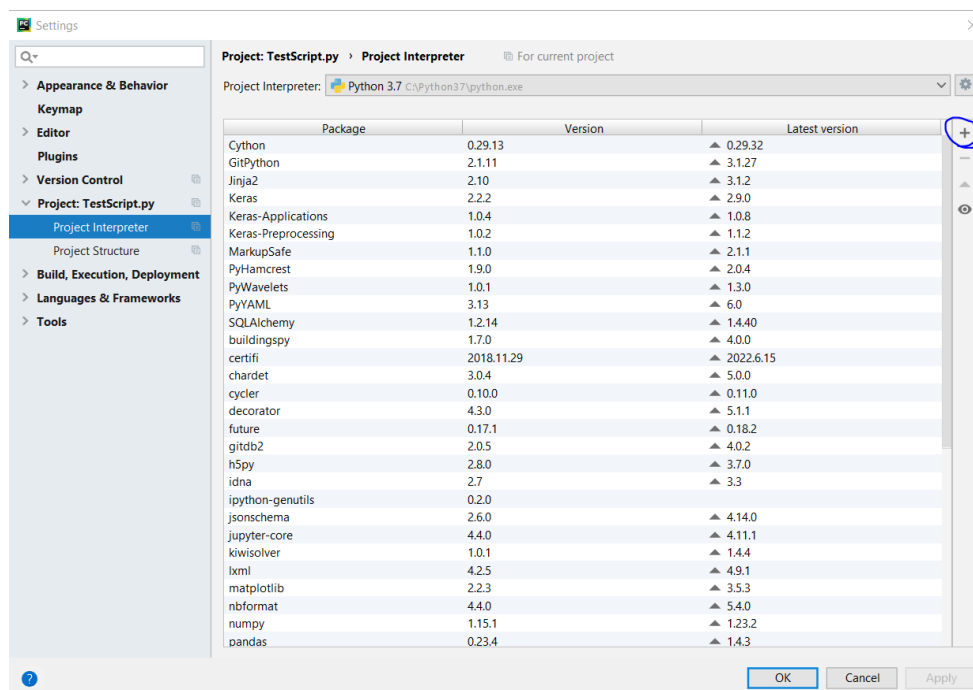 PC Settings
Project: TestScript.py › Project Interpreter For current project
Appearance & Behavior
Keymap
Editor
Plugins
Version Control
Project: TestScript.py
Project Interpreter
Project Structure
Build, Execution, Deployment
Languages & Frameworks
Tools
Project Interpreter: Python 3.7 C:\Python37\python.exe
Package Version Latest version
Cython 0.29.13 0.29.32
GitPython 2.1.11 3.1.27
Jinja2 2.10 3.1.2
Keras 2.2.2 2.9.0
Keras-Applications 1.0.4 1.0.8
Keras-Preprocessing 1.0.2 1.1.2
MarkupSafe 1.1.0 2.1.1
PyHamcrest 1.9.0 2.0.4
PyWavelets 1.0.1 1.3.0
PyYAML 3.13 6.0
SQLAlchemy 1.2.14 1.4.40
buildingspy 1.7.0 4.0.0
certifi 2018.11.29 2022.6.15
chardet 3.0.4 5.0.0
cycler 0.10.0 0.11.0
decorator 4.3.0 5.1.1
future 0.17.1 0.18.2
gitdb2 2.0.5 4.0.2
h5py 2.8.0 3.7.0
idna 2.7 3.3
ipython-genutils 0.2.0
jsonschema 2.6.0 4.14.0
jupyter-core 4.4.0 4.11.1
kiwisolver 1.0.1 1.4.4
lxml 4.2.5 4.9.1
matplotlib 2.2.3 3.5.3
nbformat 4.4.0 5.4.0
numpy 1.15.1 1.23.2
pandas 0.23.4 1.4.3
? OK Cancel Apply